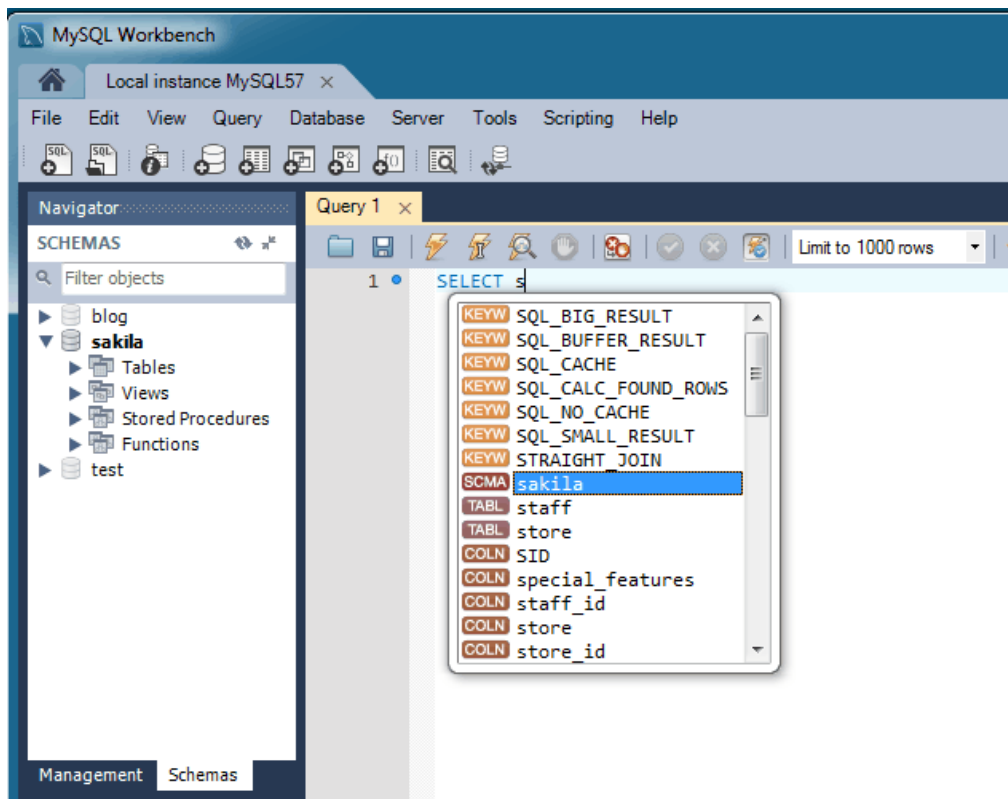 MySQL Workbench
Local instance MySQL57
File Edit View Query Database Server Tools Scripting Help
SQL SQL
Navigator
Query 1
SCHEMAS
Limit to 1000 rows
Filter objects
1 SELECT s
blog
sakila
Tables
Views
Stored Procedures
Functions
test
KEYW SQL_BIG_RESULT
KEYW SQL_BUFFER_RESULT
KEYW SQL_CACHE
KEYW SQL_CALC_FOUND_ROWS
KEYW SQL_NO_CACHE
KEYW SQL_SMALL_RESULT
KEYW STRAIGHT_JOIN
SCMA sakila
TABL staff
TABL store
COLN SID
COLN special_features
COLN staff_id
COLN store
COLN store_id
Management Schemas